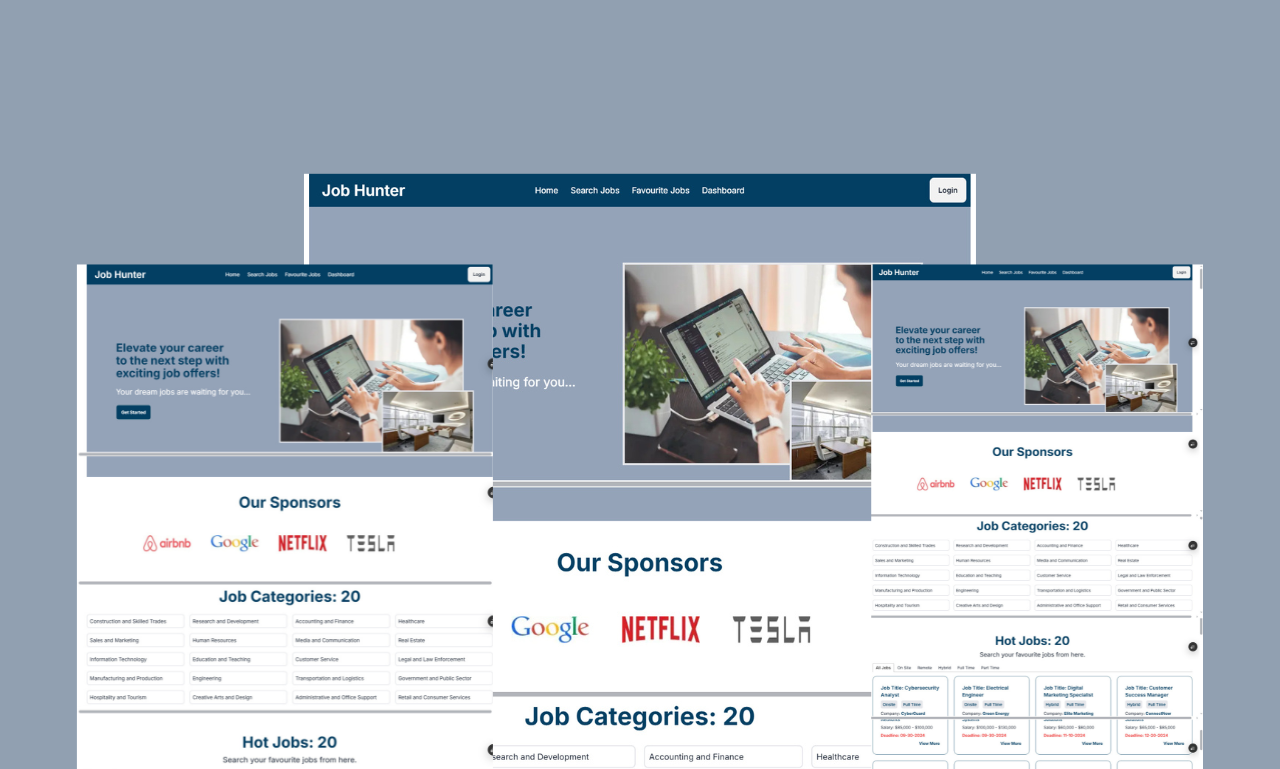 Job Hunter
Home Search Jobs Favourite Jobs Dashboard
Login
areer
o with
ers!
aiting for you...
Our Sponsors
Google NETFLIX TESLA
Job Categories: 20
search and Development Accounting and Finance Healthcare
Job Hunter
Home Search Jobs Favourite Jobs Dashboard
Login
Elevate your career
to the next step with
exciting job offers!
Your dream jobs are waiting for you...
Get Started
Our Sponsors
airbnb Google NETFLIX TESLA
Job Categories: 20
Construction and Skilled Trades Research and Development Accounting and Finance Healthcare
Sales and Marketing Human Resources Media and Communication Real Estate
Information Technology Education and Teaching Customer Service Legal and Law Enforcement
Manufacturing and Production Engineering Transportation and Logistics Government and Public Sector
Hospitality and Tourism Creative Arts and Design Administrative and Office Support Retail and Consumer Services
Hot Jobs: 20
Search your favourite jobs from here.
Job Hunter
Home Search Jobs Favourite Jobs Dashboard
Login
Elevate your career
to the next step with
exciting job offers!
Your dream jobs are waiting for you...
Get Started
Our Sponsors
airbnb Google NETFLIX TESLA
Job Categories: 20
Construction and Skilled Trades Research and Development Accounting and Finance Healthcare
Sales and Marketing Human Resources Media and Communication Real Estate
Information Technology Education and Teaching Customer Service Legal and Law Enforcement
Manufacturing and Production Engineering Transportation and Logistics Government and Public Sector
Hospitality and Tourism Creative Arts and Design Administrative and Office Support Retail and Consumer Services
Hot Jobs: 20
Search your favourite jobs from here.
All Jobs On Site Remote Hybrid Full Time Part Time
Job Title: Cybersecurity Analyst
Onsite Full Time
Company: CyberGuard
Salary: $85,000 - $100,000
Deadline: 09-30-2024
View More
Job Title: Electrical Engineer
Onsite Full Time
Company: Green Energy
Deadline: 09-30-2024
View More
Job Title: Digital Marketing Specialist
Hybrid Full Time
Company: Elite Marketing
Salary: $60,000 - $80,000
Deadline: 11-10-2024
View More
Job Title: Customer Success Manager
Hybrid Full Time
Company: ConnectNow
Deadline: 12-20-2024
View More